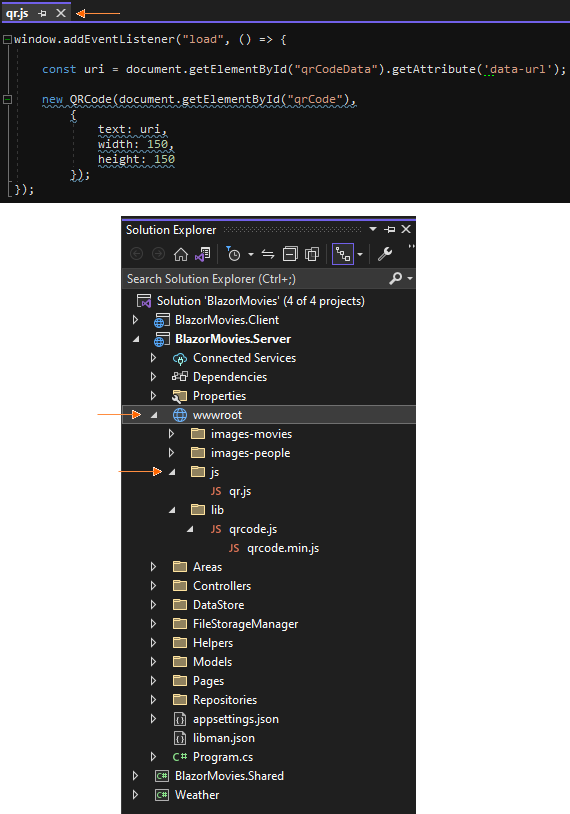 qr.js
window.addEventListener("load", () => {
const uri = document.getElementById("qrCodeData").getAttribute('data-url');
new QRCode(document.getElementById("qrCode"),
{
text: uri,
width: 150,
height: 150
});
});
Solution Explorer
Search Solution Explorer (Ctrl+;)
Solution 'BlazorMovies' (4 of 4 projects)
BlazorMovies.Client
BlazorMovies.Server
Connected Services
Dependencies
Properties
wwwroot
images-movies
images-people
js
JS qr.js
lib
JS qrcode.js
JS qrcode.min.js
Areas
Controllers
DataStore
FileStorageManager
Helpers
Models
Pages
Repositories
appsettings.json
libman.json
C# Program.cs
C# BlazorMovies.Shared
C# Weather